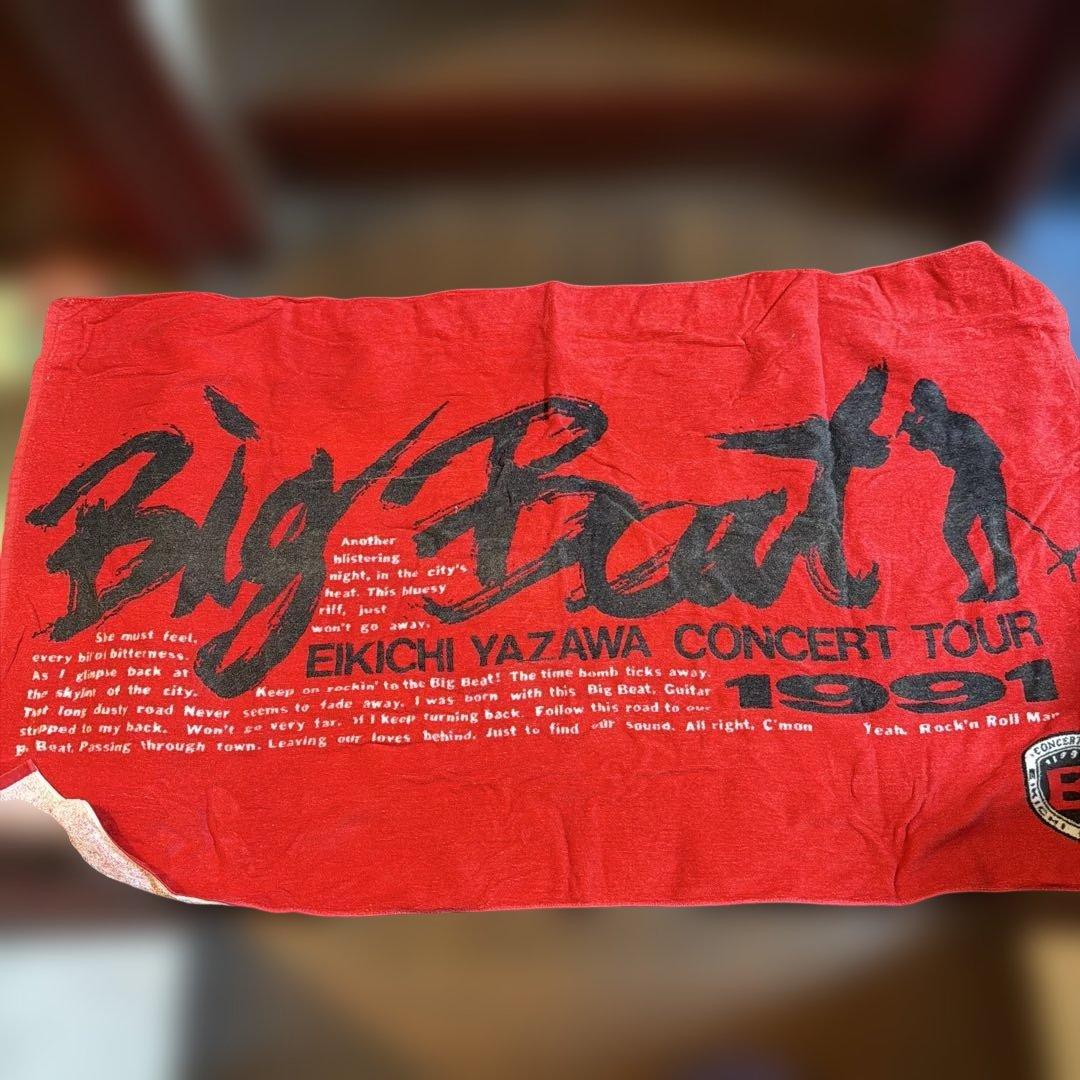 Big Beat
Another
blistering
night, in the city's
heat. This bluesy
riff, just
won't go away.
She must feel,
every bit of bitterness.
As I glimpse back at
the skyline of the city.
EIKICHI YAZAWA CONCERT TOUR
1991
Keep on rockin' to the Big Beat! The time bomb ticks away.
That long dusty road Never seems to fade away. I was born with this Big Beat, Guitar
stripped to my back. Won't go very far, if I keep turning back. Follow this road to our
Beat, Passing through town. Leaving our loves behind. Just to find our Sound. All right, C'mon Yeah. Rock'n Roll Man
CONCERT
EIKICHI